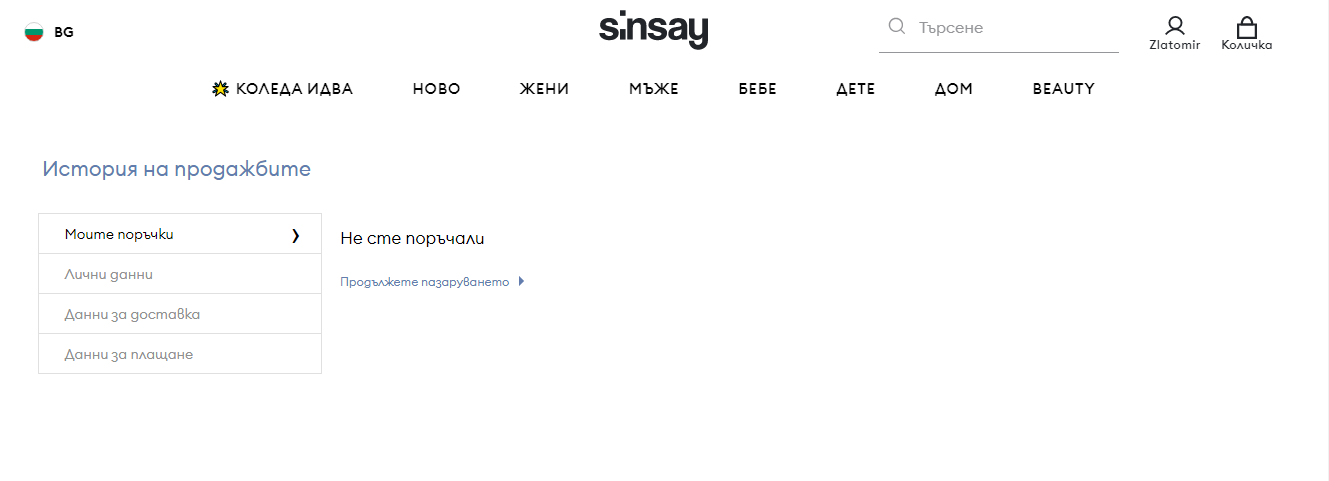 BG
sinsay
Търсене
Zlatomir
Количка
КОЛЕДА ИДВА
НОВО
ЖЕНИ
МЪЖЕ
БЕБЕ
ДЕТЕ
ДОМ
BEAUTY
История на продажбите
Моите поръчки
Лични данни
Данни за доставка
Данни за плащане
Не сте поръчали
Продължете пазаруването